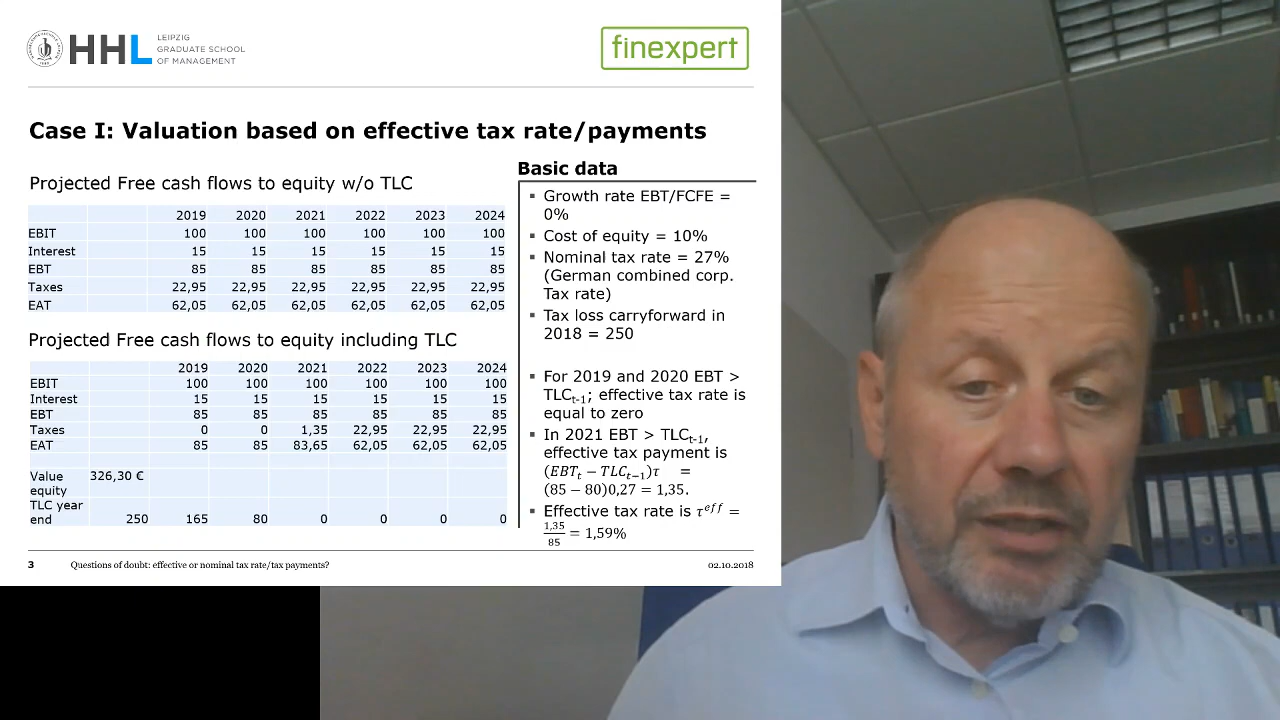 HHL
LEIPZIG
GRADUATE SCHOOL
OF MANAGEMENT
finexpert
Case I: Valuation based on effective tax rate/payments
Projected Free cash flows to equity w/o TLC
2019 2020 2021 2022 2023 2024
EBIT 100 100 100 100 100 100
Interest 15 15 15 15 15 15
EBT 85 85 85 85 85 85
Taxes 22,95 22,95 22,95 22,95 22,95 22,95
EAT 62,05 62,05 62,05 62,05 62,05 62,05
Projected Free cash flows to equity including TLC
2019 2020 2021 2022 2023 2024
EBIT 100 100 100 100 100 100
Interest 15 15 15 15 15 15
EBT 85 85 85 85 85 85
Taxes 0 0 1,35 22,95 22,95 22,95
EAT 85 85 83,65 62,05 62,05 62,05
Value 326,30 €
equity
TLC year
end 250 165 80 0 0 0 0
Basic data
▪ Growth rate EBT/FCFE =
0%
▪ Cost of equity = 10%
▪ Nominal tax rate = 27%
(German combined corp.
Tax rate)
▪ Tax loss carryforward in
2018 = 250
▪ For 2019 and 2020 EBT >
TLCt-1; effective tax rate is
equal to zero
▪ In 2021 EBT > TLCt-1,
effective tax payment is
(EBTt − TLCt−1)τ =
(85 − 80)0,27 = 1,35.
▪ Effective tax rate is τ^eff =
1,35/85 = 1,59%
3 Questions of doubt: effective or nominal tax rate/tax payments? 02.10.2018